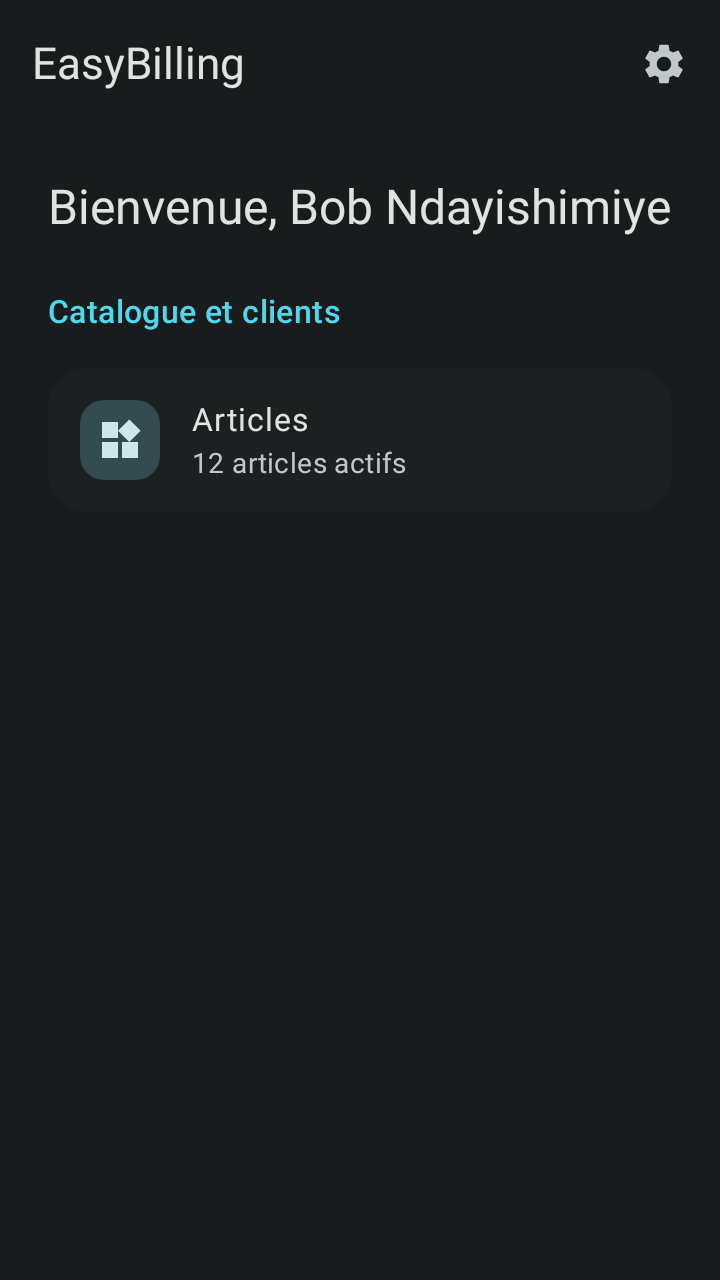 EasyBilling
Bienvenue, Bob Ndayishimiye
Catalogue et clients
Articles
12 articles actifs